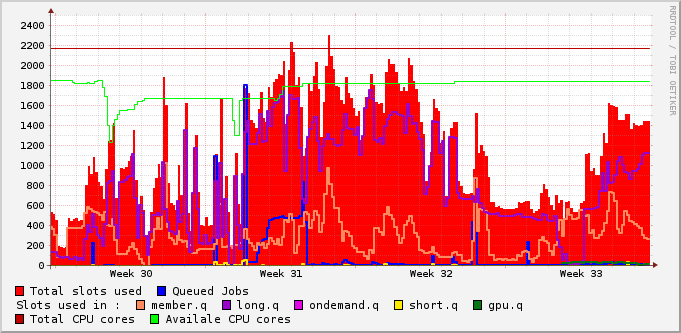 2400
2200
2000
1800
1600
1400
1200
1000
800
600
400
200
0
Week 30 Week 31 Week 32 Week 33
Total slots used Queued Jobs
Slots used in : member.q long.q ondemand.q short.q gpu.q
Total CPU cores Availale CPU cores
RRDTOOL / TOBI OETIKER